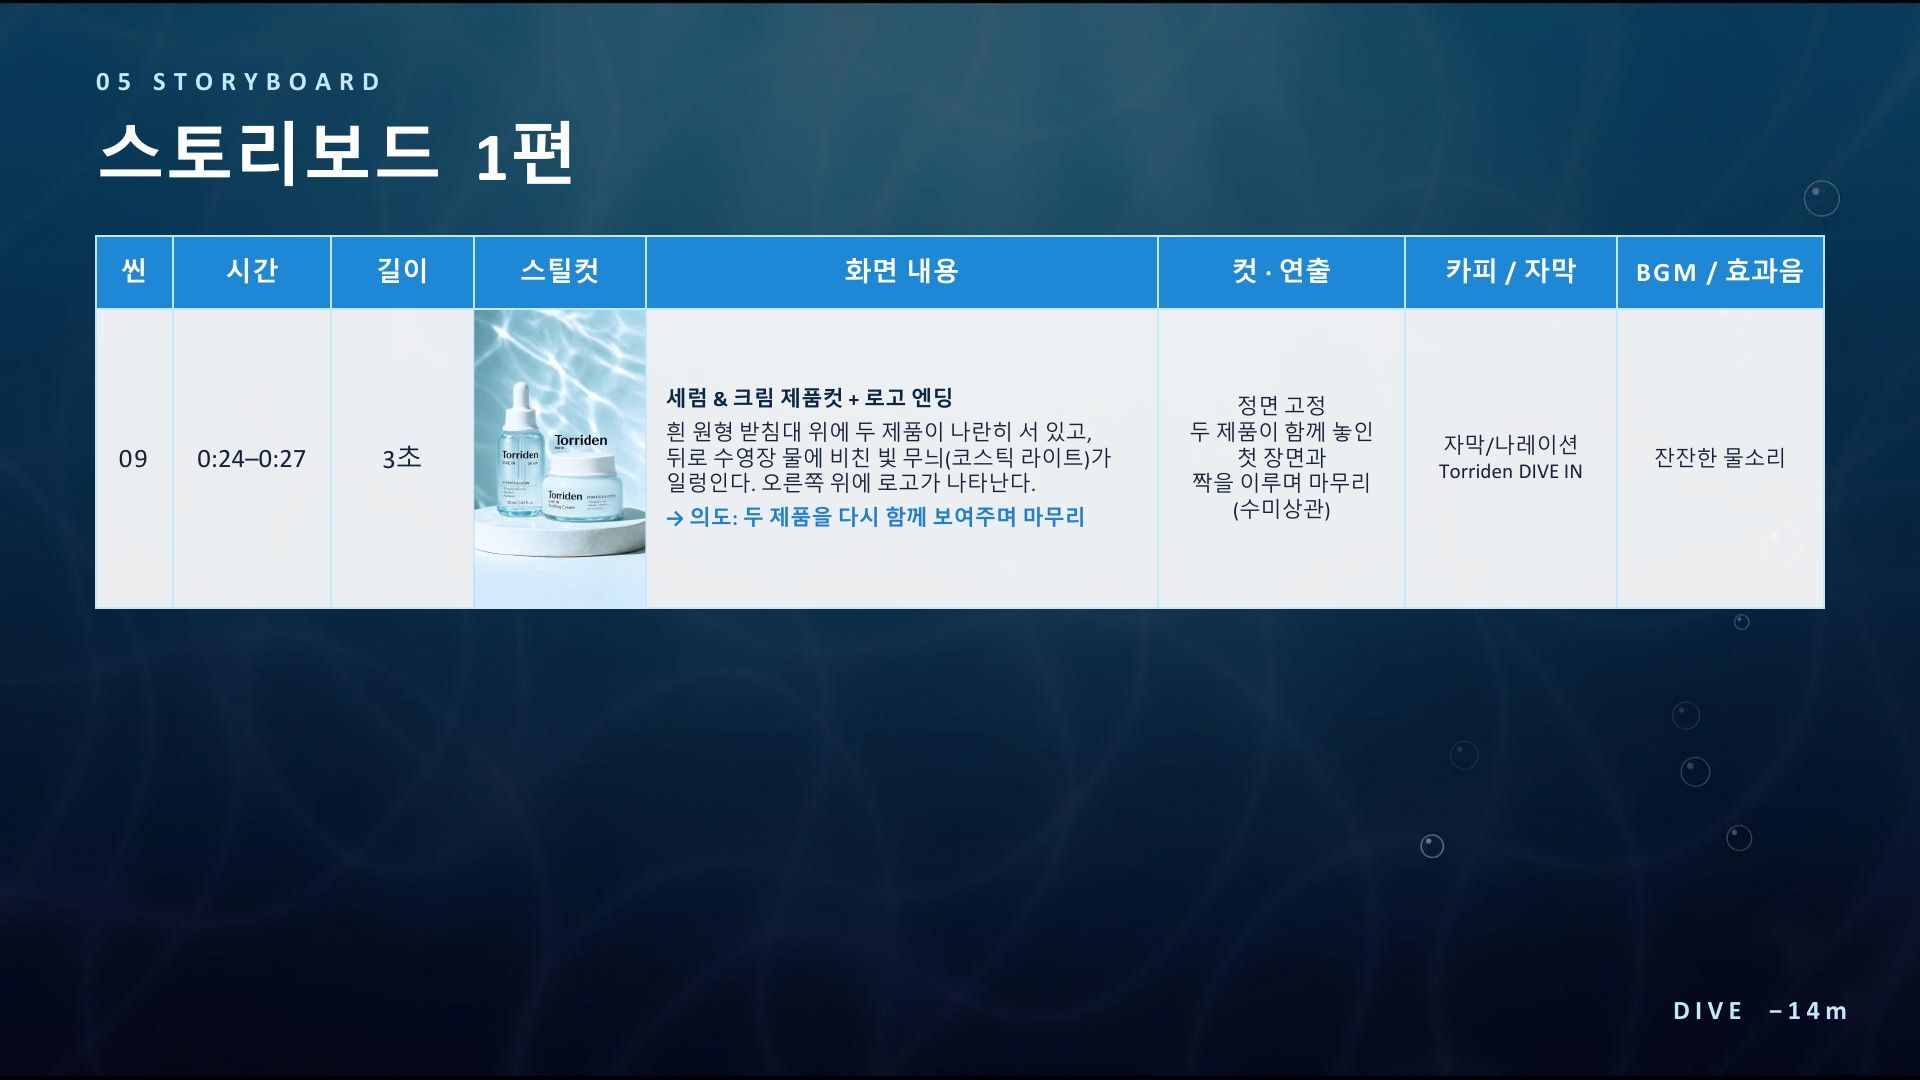 05 STORYBOARD
스토리보드 1편
씬
시간
길이
스틸컷
화면 내용
컷 · 연출
카피 / 자막
BGM / 효과음
09
0:24–0:27
3초
Torriden
Torriden
DIVE IN
Torriden
세럼 & 크림 제품컷 + 로고 엔딩
흰 원형 받침대 위에 두 제품이 나란히 서 있고,
뒤로 수영장 물에 비친 빛 무늬(코스틱 라이트)가
일렁인다. 오른쪽 위에 로고가 나타난다.
→ 의도: 두 제품을 다시 함께 보여주며 마무리
정면 고정
두 제품이 함께 놓인
첫 장면과
짝을 이루며 마무리
(수미상관)
자막/나레이션
Torriden DIVE IN
잔잔한 물소리
DIVE –14m